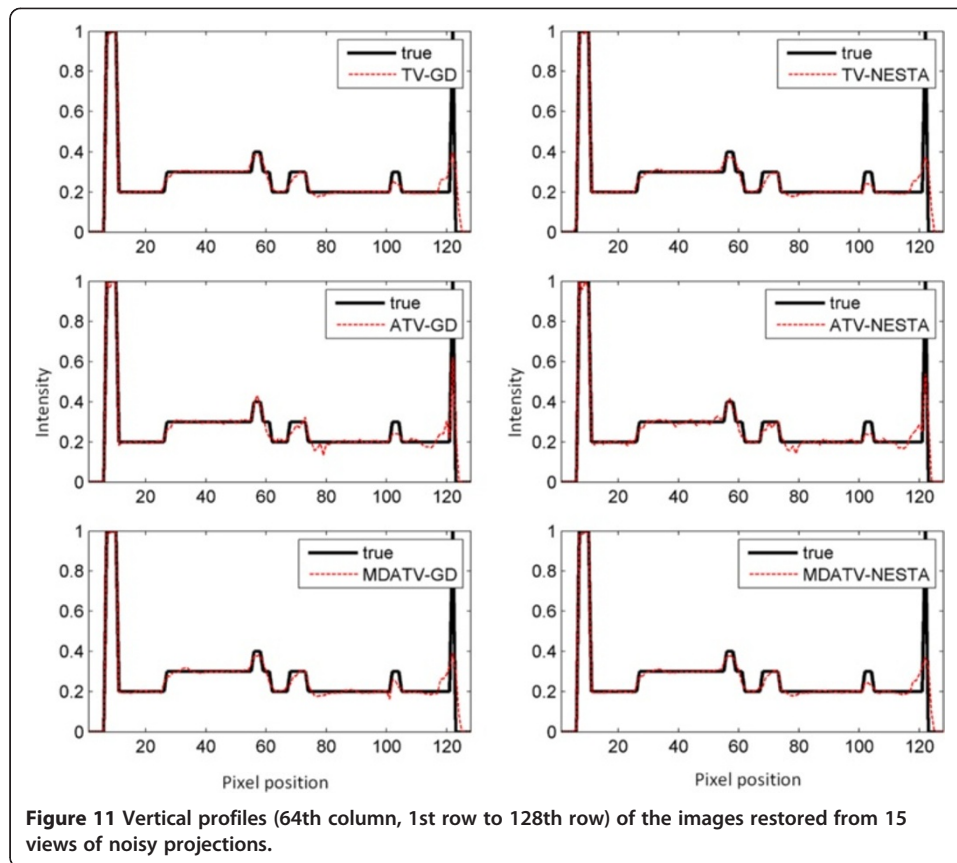 1
0.8
0.6
0.4
0.2
0
20 40 60 80 100 120
true
TV-GD
1
0.8
0.6
0.4
0.2
0
20 40 60 80 100 120
true
TV-NESTA
1
0.8
0.6
0.4
0.2
0
Intensity
20 40 60 80 100 120
true
ATV-GD
1
0.8
0.6
0.4
0.2
0
Intensity
20 40 60 80 100 120
true
ATV-NESTA
1
0.8
0.6
0.4
0.2
0
20 40 60 80 100 120
Pixel position
true
MDATV-GD
1
0.8
0.6
0.4
0.2
0
20 40 60 80 100 120
Pixel position
true
MDATV-NESTA
Figure 11 Vertical profiles (64th column, 1st row to 128th row) of the images restored from 15
views of noisy projections.